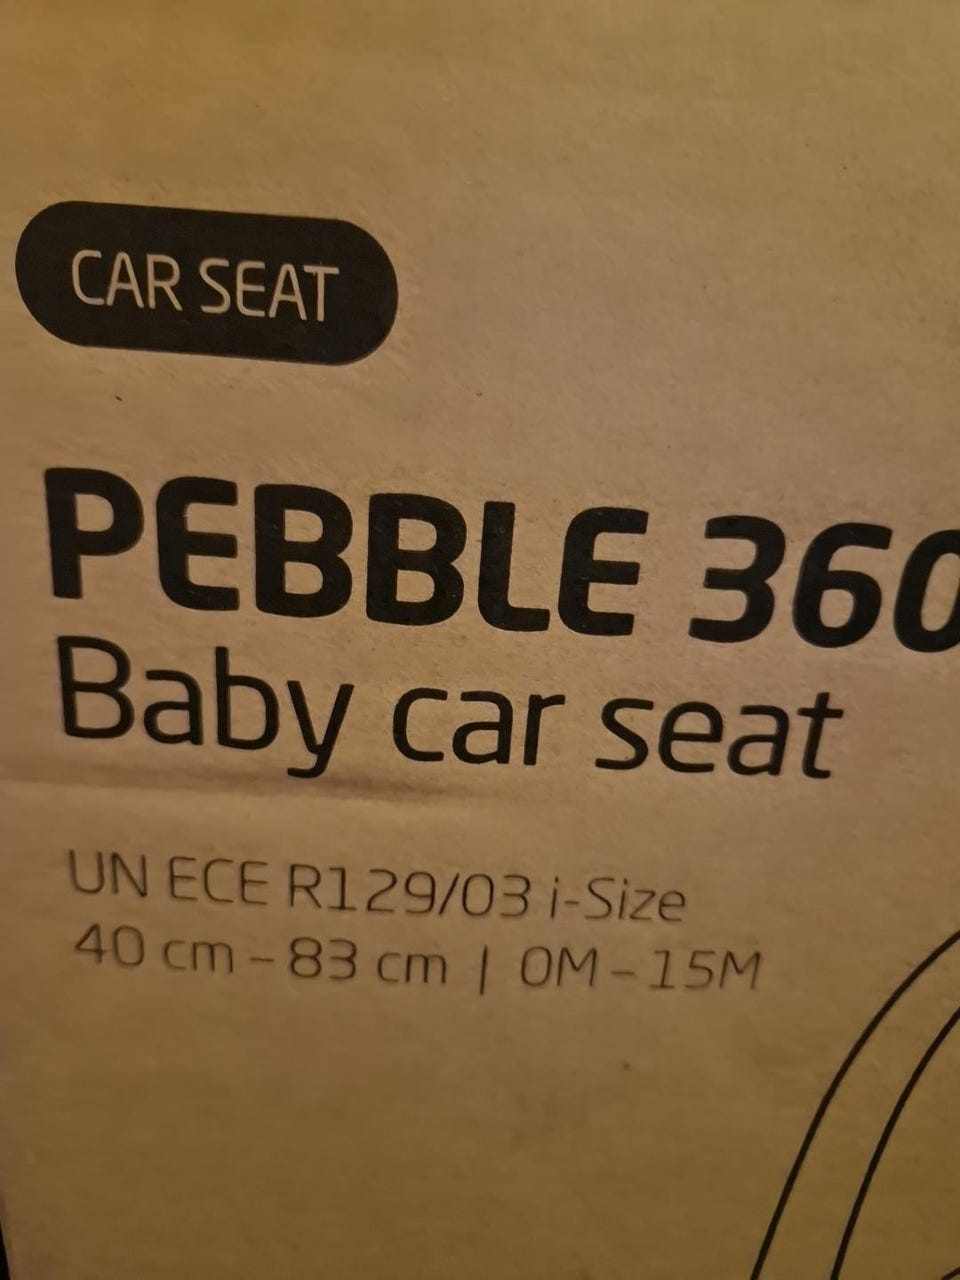 CAR SEAT
PEBBLE 360
Baby car seat
UN ECE R129/03 i-Size
40 cm – 83 cm | 0M – 15M